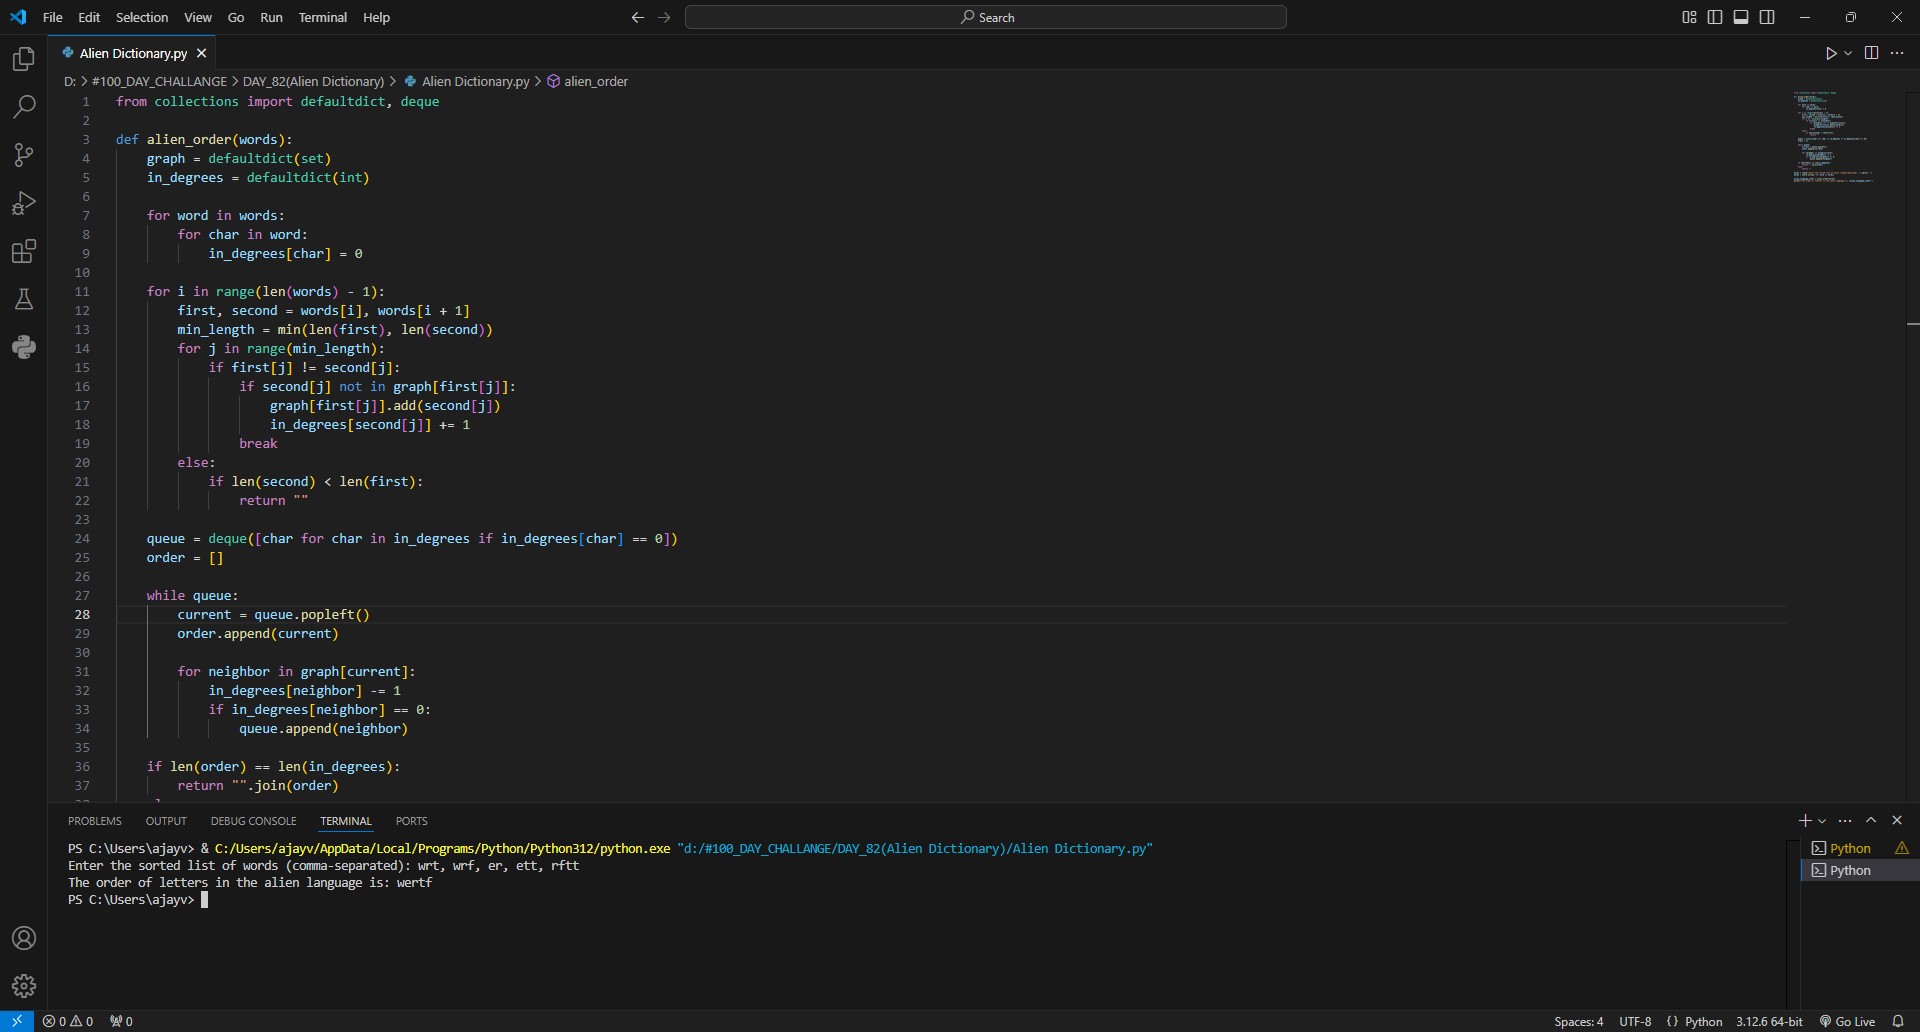 File Edit Selection View Go Run Terminal Help
Search
Alien Dictionary.py
D: > #100_DAY_CHALLANGE > DAY_82(Alien Dictionary) > Alien Dictionary.py > alien_order
1 from collections import defaultdict, deque
2
3 def alien_order(words):
4     graph = defaultdict(set)
5     in_degrees = defaultdict(int)
6
7     for word in words:
8         for char in word:
9             in_degrees[char] = 0
10
11     for i in range(len(words) - 1):
12         first, second = words[i], words[i + 1]
13         min_length = min(len(first), len(second))
14         for j in range(min_length):
15             if first[j] != second[j]:
16                 if second[j] not in graph[first[j]]:
17                     graph[first[j]].add(second[j])
18                     in_degrees[second[j]] += 1
19                 break
20         else:
21             if len(second) < len(first):
22                 return ""
23
24     queue = deque([char for char in in_degrees if in_degrees[char] == 0])
25     order = []
26
27     while queue:
28         current = queue.popleft()
29         order.append(current)
30
31         for neighbor in graph[current]:
32             in_degrees[neighbor] -= 1
33             if in_degrees[neighbor] == 0:
34                 queue.append(neighbor)
35
36     if len(order) == len(in_degrees):
37         return "".join(order)
PROBLEMS OUTPUT DEBUG CONSOLE TERMINAL PORTS
PS C:\Users\ajayv> & C:/Users/ajayv/AppData/Local/Programs/Python/Python312/python.exe "d:/#100_DAY_CHALLANGE/DAY_82(Alien Dictionary)/Alien Dictionary.py"
Enter the sorted list of words (comma-separated): wrt, wrf, er, ett, rftt
The order of letters in the alien language is: wertf
PS C:\Users\ajayv>
Python
Python
0 0 0 Spaces: 4 UTF-8 {} Python 3.12.6 64-bit Go Live